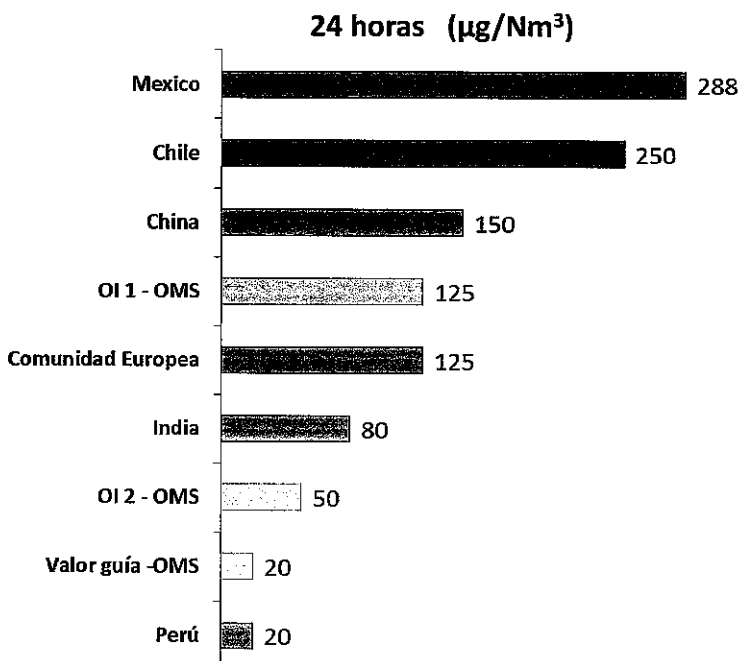 24 horas (µg/Nm³)
Mexico 288
Chile 250
China 150
OI 1 - OMS 125
Comunidad Europea 125
India 80
OI 2 - OMS 50
Valor guía -OMS 20
Perú 20